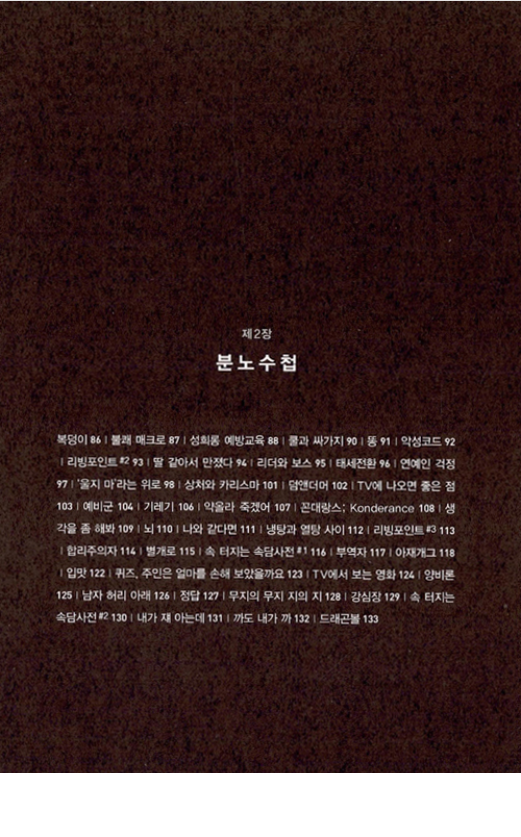 제2장
분노수첩
복덩이 86 | 불쾌 매크로 87 | 성희롱 예방교육 88 | 쿨과 싸가지 90 | 똥 91 | 악성코드 92
| 리빙포인트 #2 93 | 딸 같아서 만졌다 94 | 리더와 보스 95 | 태세전환 96 | 연예인 걱정
97 | '울지 마'라는 위로 98 | 상처와 카리스마 101 | 덤앤더머 102 | TV에 나오면 좋은 점
103 | 예비군 104 | 기레기 106 | 약올라 죽겠어 107 | 꼰대랑스; Konderance 108 | 생
각을 좀 해봐 109 | 뇌 110 | 나와 같다면 111 | 냉탕과 열탕 사이 112 | 리빙포인트 #3 113
| 합리주의자 114 | 별개로 115 | 속 터지는 속담사전 #1 116 | 부역자 117 | 아재개그 118
| 입맛 122 | 퀴즈, 주인은 얼마를 손해 보았을까요 123 | TV에서 보는 영화 124 | 양비론
125 | 남자 허리 아래 126 | 정답 127 | 무지의 무지 지의 지 128 | 강심장 129 | 속 터지는
속담사전 #2 130 | 내가 쟤 아는데 131 | 까도 내가 까 132 | 드래곤볼 133